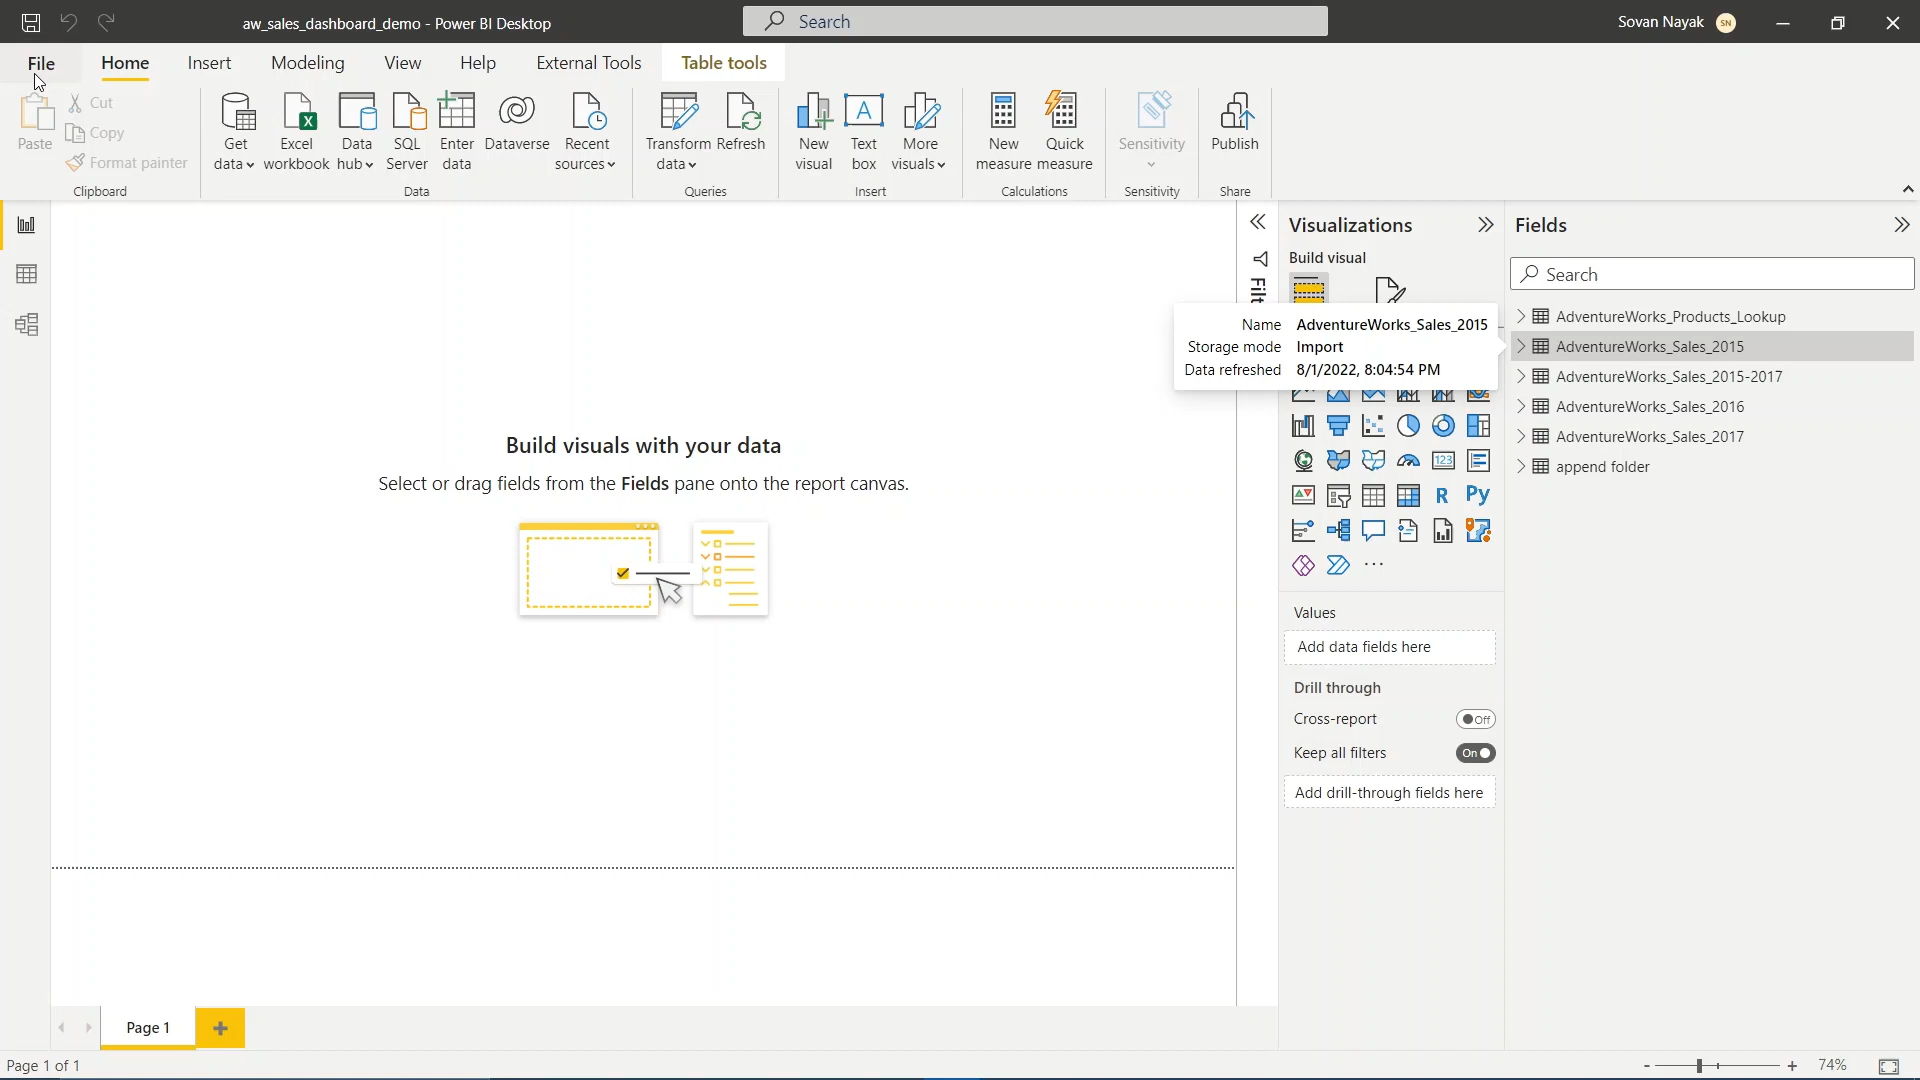 aw_sales_dashboard_demo - Power BI Desktop
Search
Sovan Nayak
SN
File
Home
Insert
Modeling
View
Help
External Tools
Table tools
Paste
Cut
Copy
Format painter
Clipboard
Get data
Excel workbook
Data hub
SQL Server
Enter data
Dataverse
Recent sources
Data
Transform data
Refresh
Queries
New visual
A
Text box
More visuals
Insert
New measure
Quick measure
Calculations
Sensitivity
Sensitivity
Publish
Share
Build visuals with your data
Select or drag fields from the Fields pane onto the report canvas.
Visualizations
Build visual
Name AdventureWorks_Sales_2015
Storage mode Import
Data refreshed 8/1/2022, 8:04:54 PM
123
R
Py
Values
Add data fields here
Drill through
Cross-report
Off
Keep all filters
On
Add drill-through fields here
Fields
Search
AdventureWorks_Products_Lookup
AdventureWorks_Sales_2015
AdventureWorks_Sales_2015-2017
AdventureWorks_Sales_2016
AdventureWorks_Sales_2017
append folder
Page 1
Page 1 of 1
74%